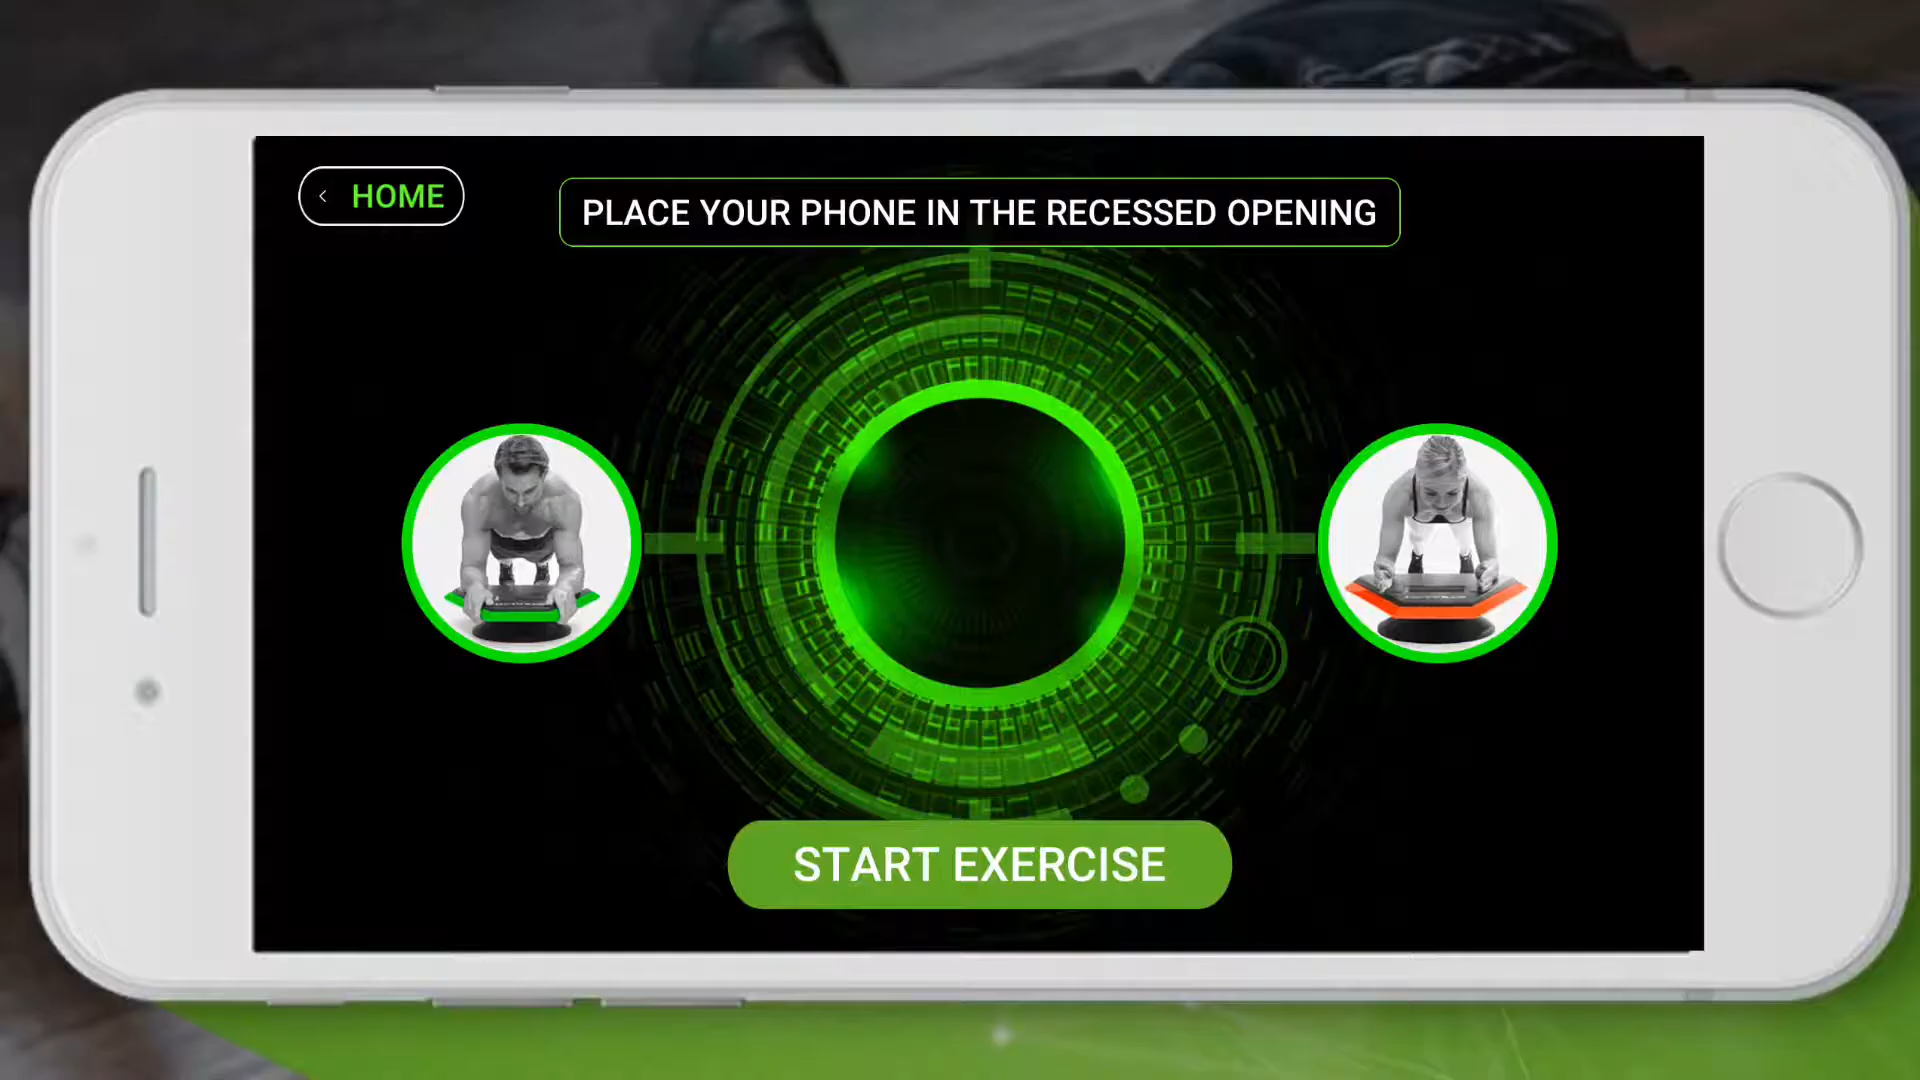 HOME
PLACE YOUR PHONE IN THE RECESSED OPENING
START EXERCISE